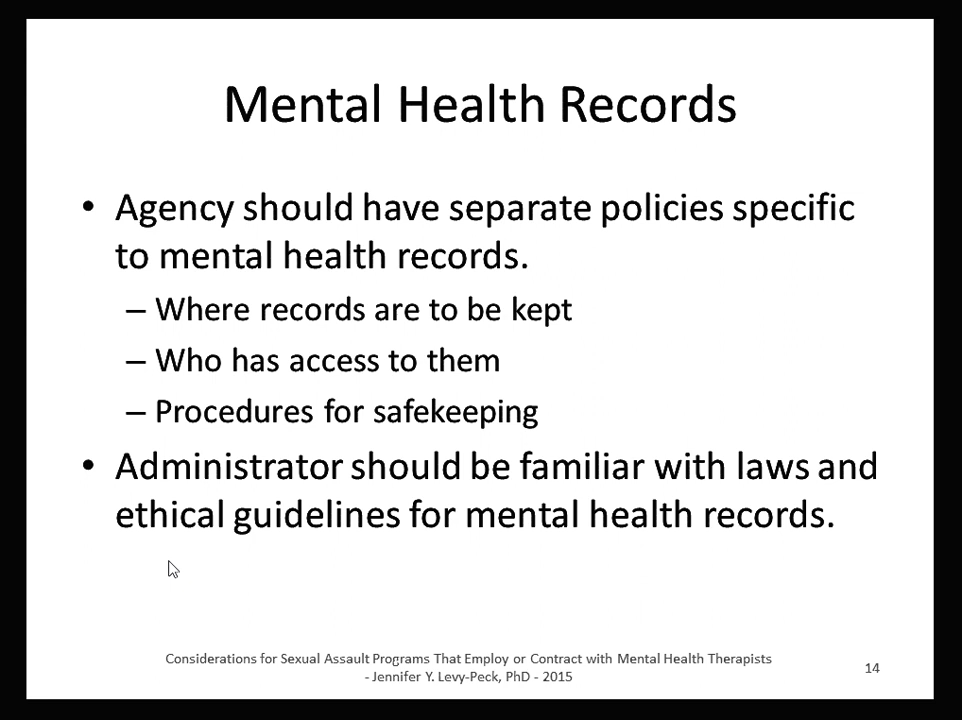 Mental Health Records
• Agency should have separate policies specific
to mental health records.
– Where records are to be kept
– Who has access to them
– Procedures for safekeeping
• Administrator should be familiar with laws and
ethical guidelines for mental health records.
Considerations for Sexual Assault Programs That Employ or Contract with Mental Health Therapists
- Jennifer Y. Levy-Peck, PhD - 2015
14